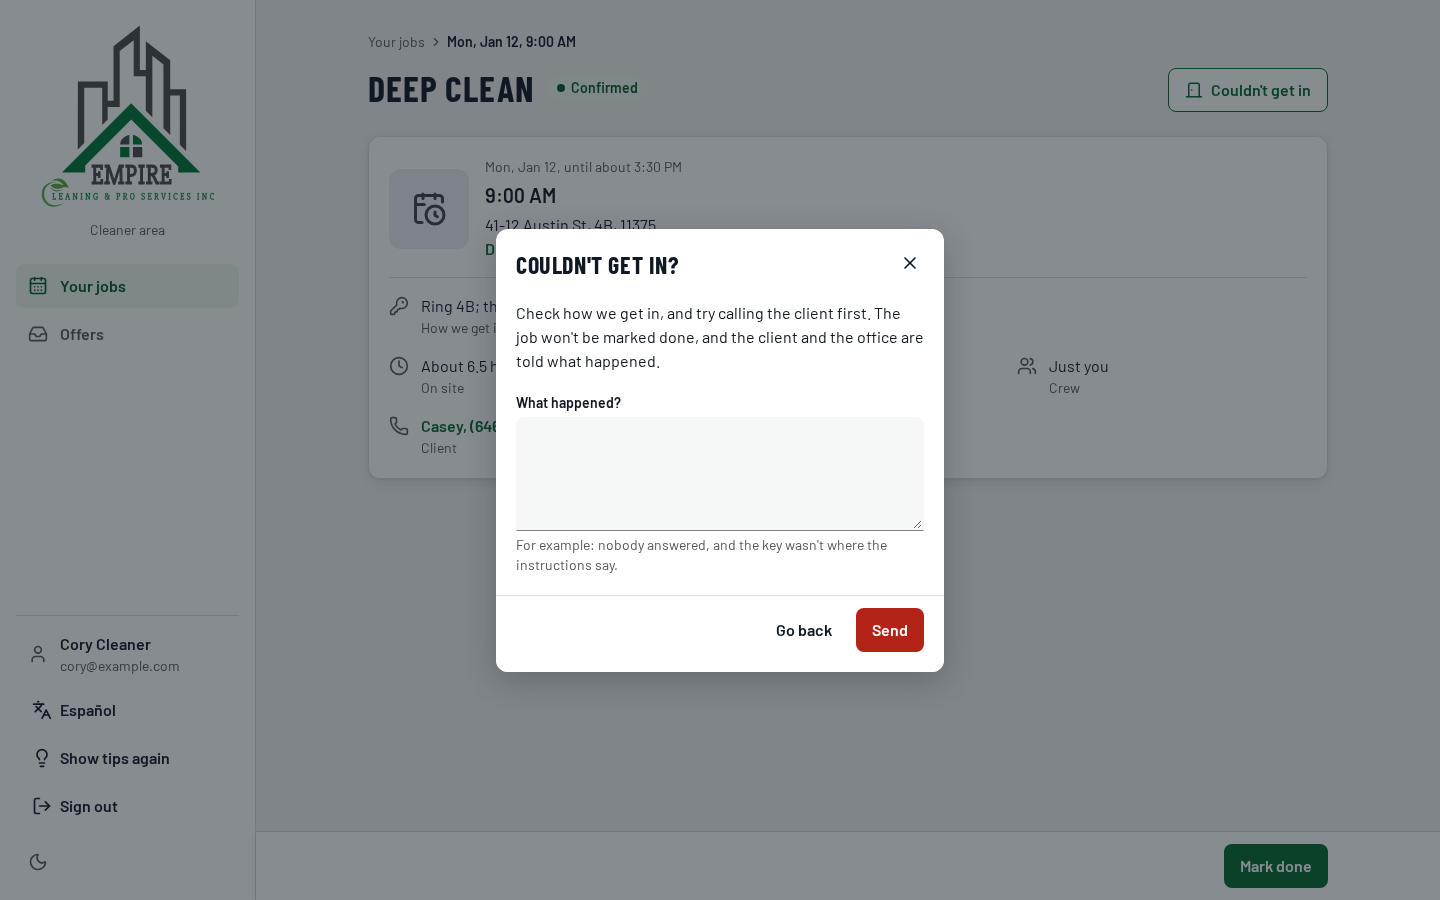 EMPIRE
LEANING & PRO SERVICES INC
Cleaner area
Your jobs
Offers
Cory Cleaner
cory@example.com
Español
Show tips again
Sign out
Your jobs > Mon, Jan 12, 9:00 AM
DEEP CLEAN
Confirmed
Couldn't get in
Mon, Jan 12, until about 3:30 PM
9:00 AM
41-12 Austin St, 4B, 11375
Ring 4B; th
How we get i
About 6.5 h
On site
Just you
Crew
Casey, (646
Client
COULDN'T GET IN?
Check how we get in, and try calling the client first. The
job won't be marked done, and the client and the office are
told what happened.
What happened?
For example: nobody answered, and the key wasn't where the
instructions say.
Go back
Send
Mark done